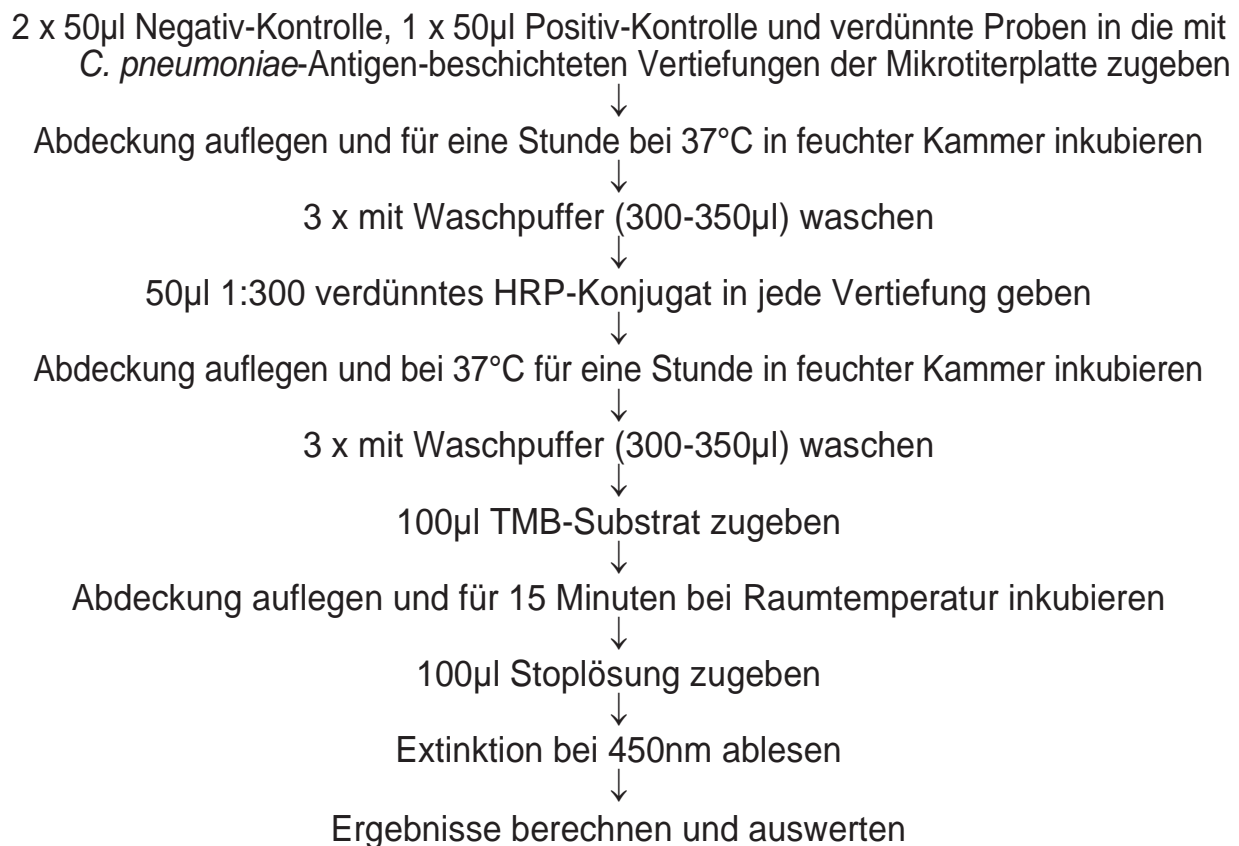 2 x 50µl Negativ-Kontrolle, 1 x 50µl Positiv-Kontrolle und verdünnte Proben in die mit
C. pneumoniae-Antigen-beschichteten Vertiefungen der Mikrotiterplatte zugeben
↓
Abdeckung auflegen und für eine Stunde bei 37°C in feuchter Kammer inkubieren
↓
3 x mit Waschpuffer (300-350µl) waschen
↓
50µl 1:300 verdünntes HRP-Konjugat in jede Vertiefung geben
↓
Abdeckung auflegen und bei 37°C für eine Stunde in feuchter Kammer inkubieren
↓
3 x mit Waschpuffer (300-350µl) waschen
↓
100µl TMB-Substrat zugeben
↓
Abdeckung auflegen und für 15 Minuten bei Raumtemperatur inkubieren
↓
100µl Stoplösung zugeben
↓
Extinktion bei 450nm ablesen
↓
Ergebnisse berechnen und auswerten